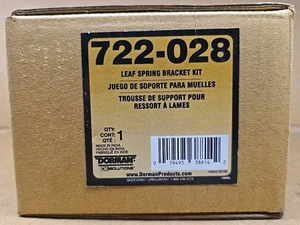 722-028
LEAF SPRING BRACKET KIT
JUEGO DE SOPORTE PARA MUELLES
TROUSSE DE SUPPORT POUR
RESSORT À LAMES
QTY:
CONT: 1
QTÉ :
MADE IN INDIA
HECHO EN INDIA
FABRIQUÉ EN INDE
DORMAN
SOLUTIONS
www.DormanProducts.com